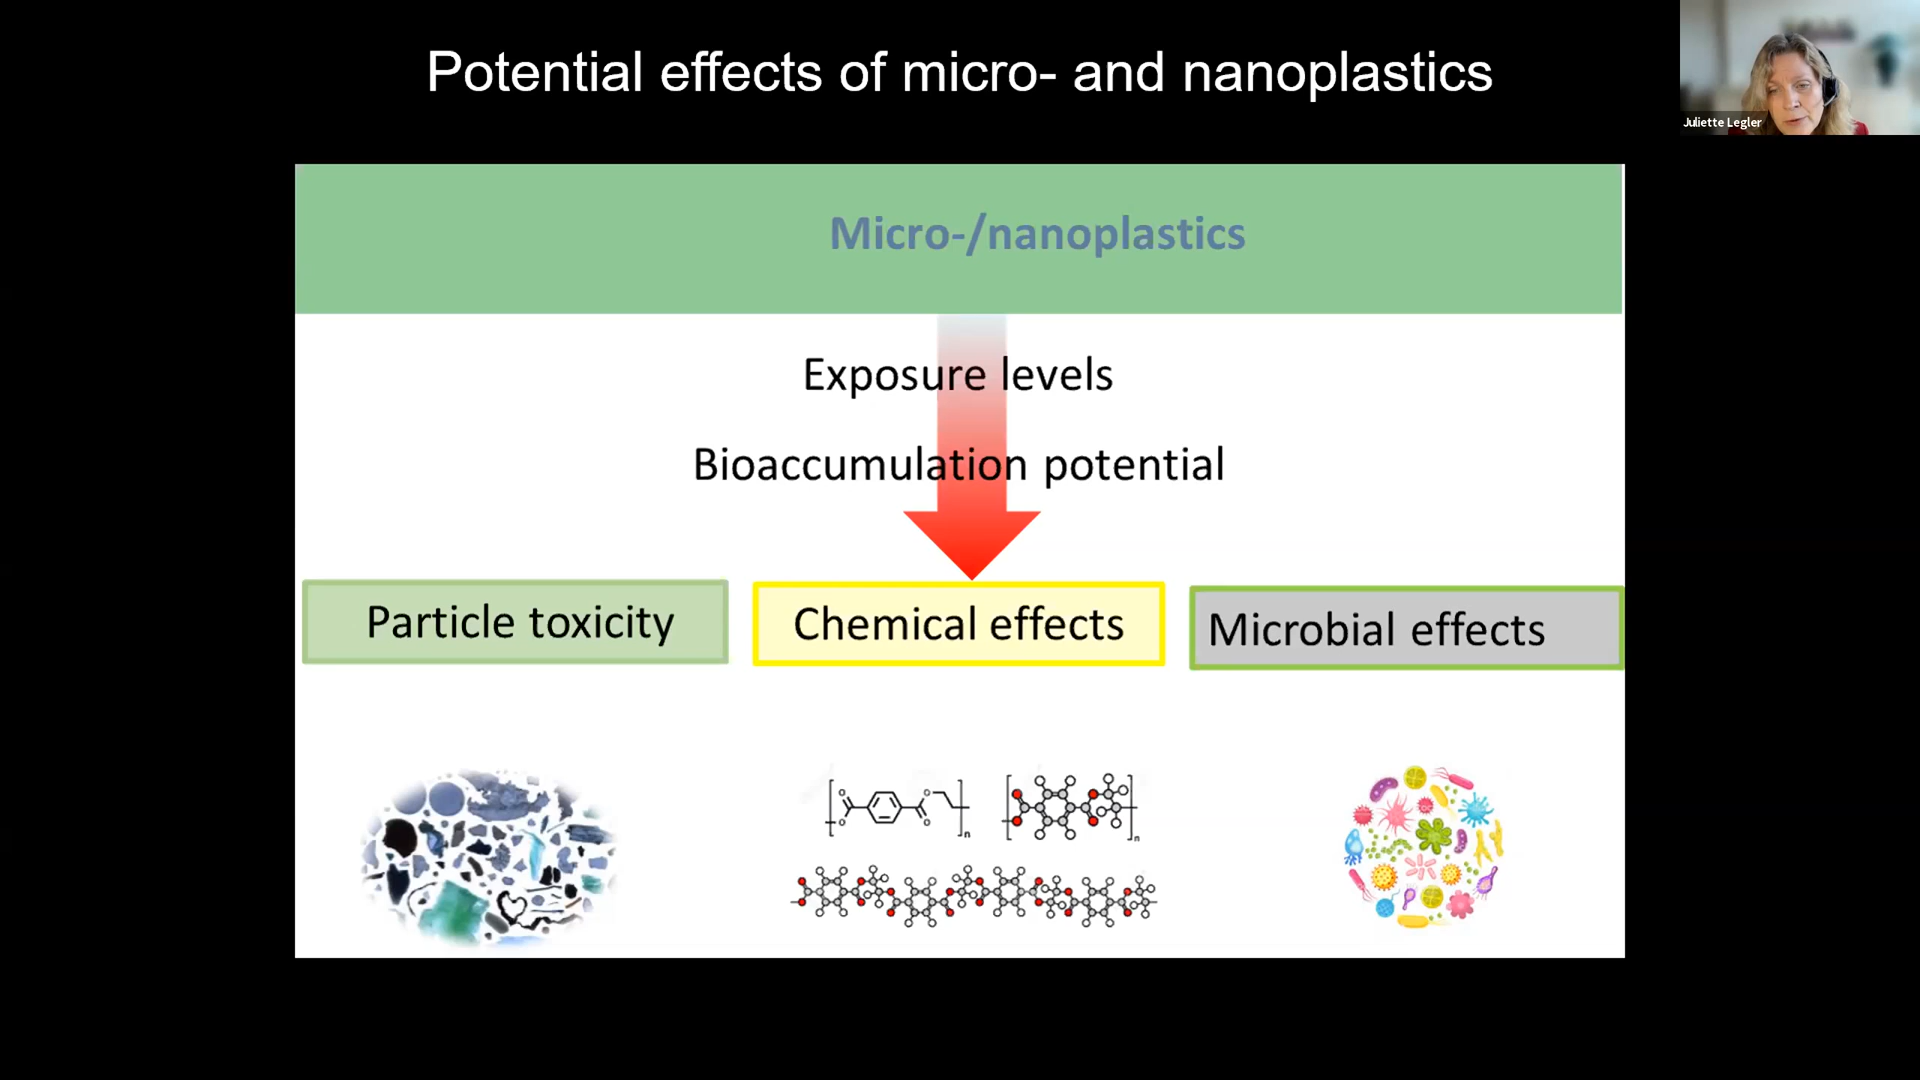 Potential effects of micro- and nanoplastics
Juliette Legler
Micro-/nanoplastics
Exposure levels
Bioaccumulation potential
Particle toxicity
Chemical effects
Microbial effects